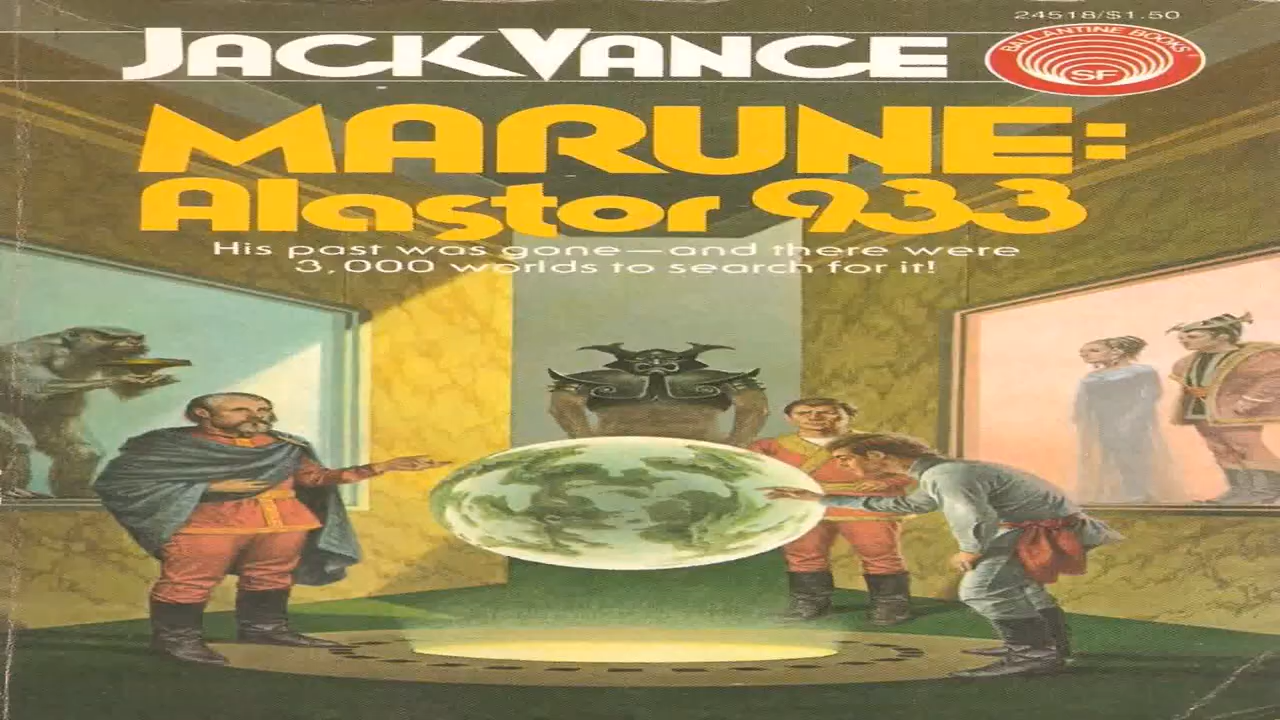 24518/$1.50
JACK VANCE
BALLANTINE BOOKS
SF
MARUNE:
Alastor 933
His past was gone—and there were
3,000 worlds to search for it!